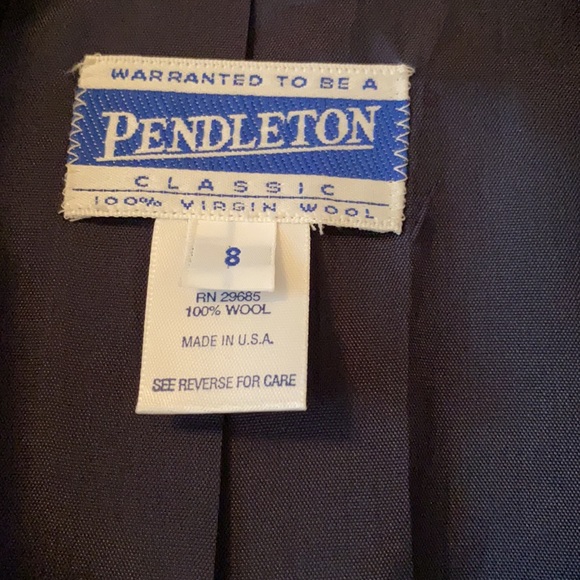 WARRANTED TO BE A
PENDLETON
CLASSIC
100% VIRGIN WOOL
8
RN 29685
100% WOOL
MADE IN U.S.A.
SEE REVERSE FOR CARE